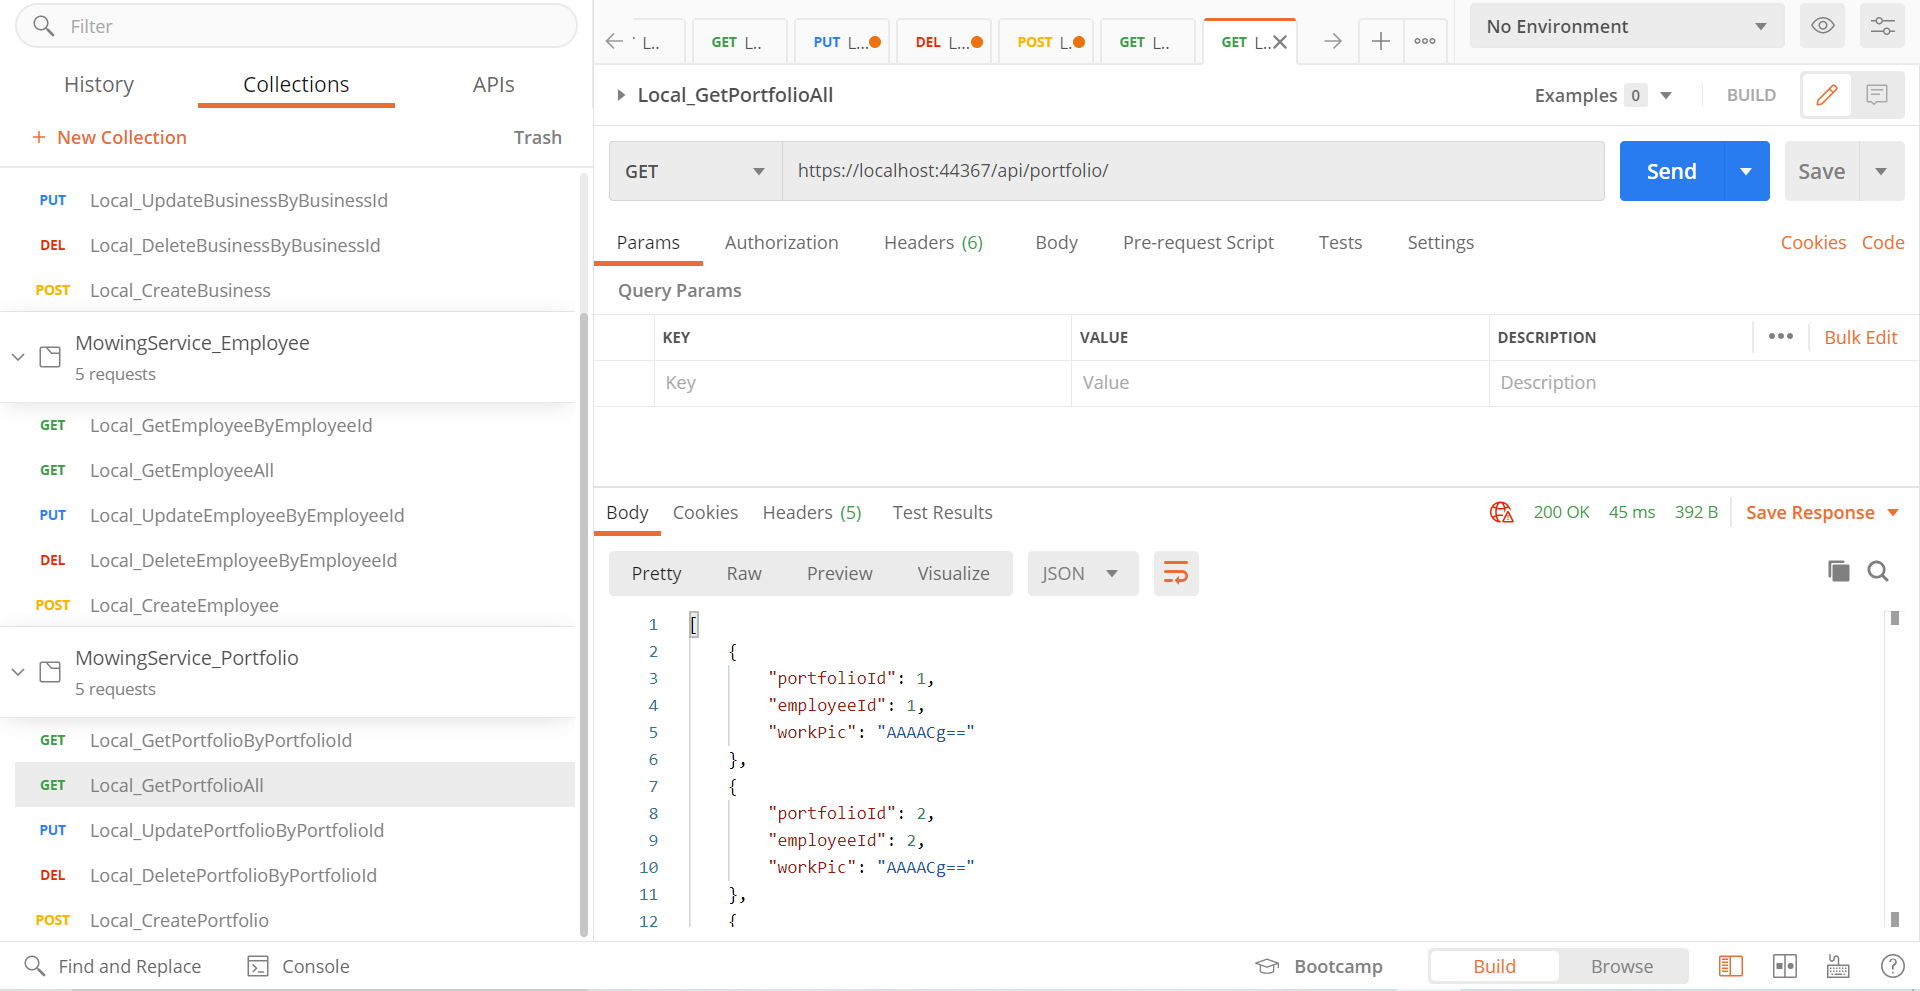 Filter
History Collections APIs
+ New Collection Trash
PUT Local_UpdateBusinessByBusinessId
DEL Local_DeleteBusinessByBusinessId
POST Local_CreateBusiness
MowingService_Employee
5 requests
GET Local_GetEmployeeByEmployeeId
GET Local_GetEmployeeAll
PUT Local_UpdateEmployeeByEmployeeId
DEL Local_DeleteEmployeeByEmployeeId
POST Local_CreateEmployee
MowingService_Portfolio
5 requests
GET Local_GetPortfolioByPortfolioId
GET Local_GetPortfolioAll
PUT Local_UpdatePortfolioByPortfolioId
DEL Local_DeletePortfolioByPortfolioId
POST Local_CreatePortfolio
L.. GET L.. PUT L... DEL L... POST L. GET L.. GET L.. No Environment
Local_GetPortfolioAll Examples 0 BUILD
GET https://localhost:44367/api/portfolio/ Send Save
Params Authorization Headers (6) Body Pre-request Script Tests Settings Cookies Code
Query Params
KEY VALUE DESCRIPTION Bulk Edit
Key Value Description
Body Cookies Headers (5) Test Results 200 OK 45 ms 392 B Save Response
Pretty Raw Preview Visualize JSON
1 [
2 {
3 "portfolioId": 1,
4 "employeeId": 1,
5 "workPic": "AAAACg=="
6 },
7 {
8 "portfolioId": 2,
9 "employeeId": 2,
10 "workPic": "AAAACg=="
11 },
12 {
Find and Replace Console Bootcamp Build Browse